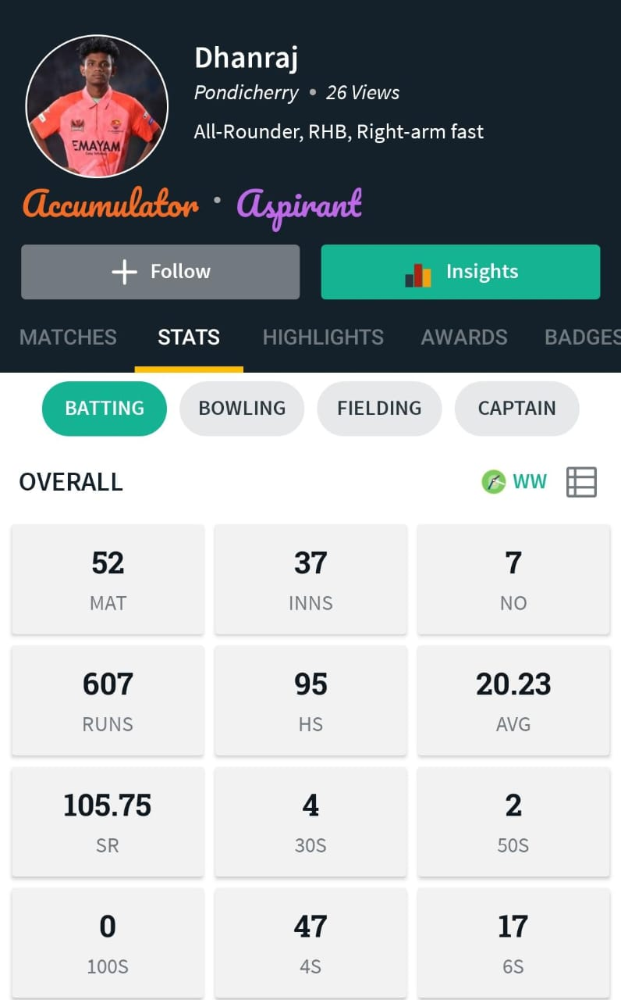 Dhanraj
Pondicherry • 26 Views
All-Rounder, RHB, Right-arm fast
EMAYAM
Accumulator • Aspirant
+ Follow Insights
MATCHES STATS HIGHLIGHTS AWARDS BADGES
BATTING BOWLING FIELDING CAPTAIN
OVERALL WW
52 37 7
MAT INNS NO
607 95 20.23
RUNS HS AVG
105.75 4 2
SR 30S 50S
0 47 17
100S 4S 6S